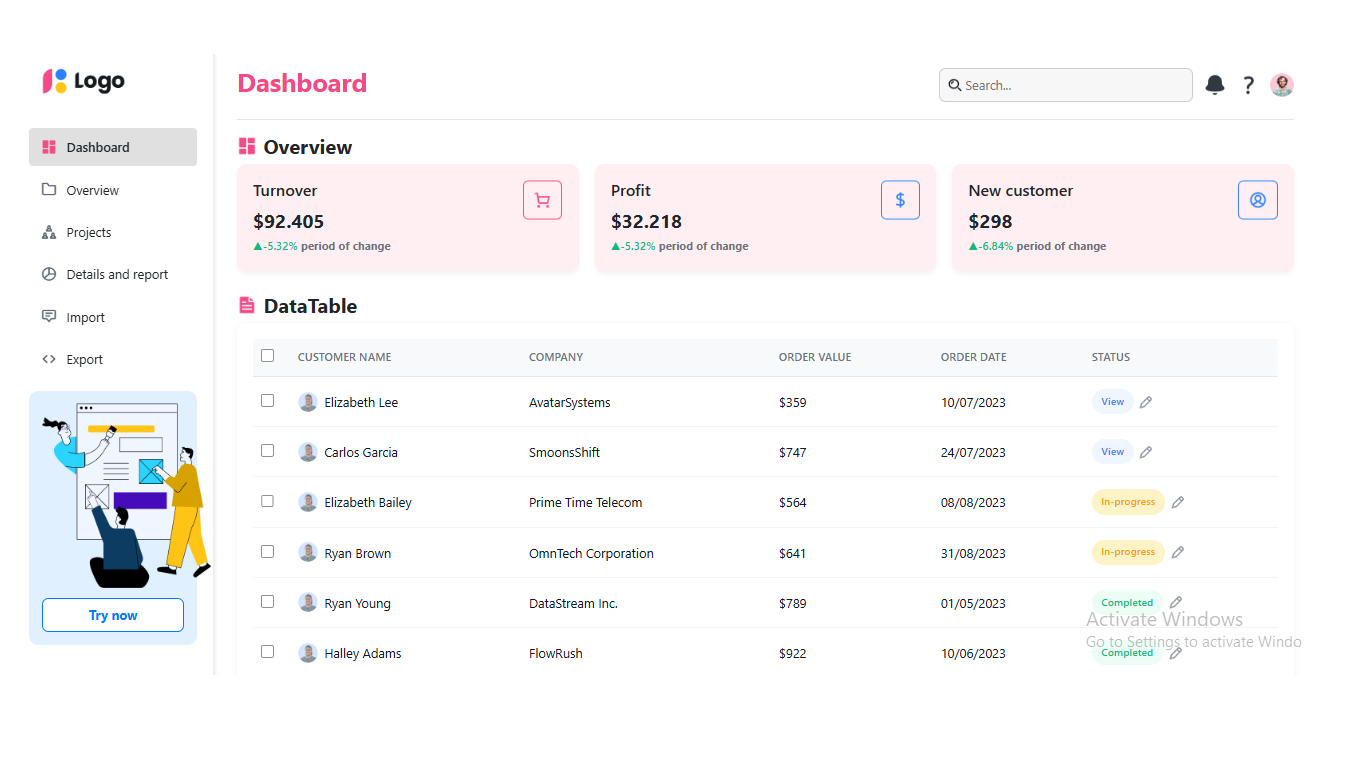 Logo
Dashboard
Search...
Dashboard
Overview
Projects
Details and report
Import
Export
Try now
Overview
Turnover
$92.405
▲-5.32% period of change
Profit
$32.218
▲-5.32% period of change
$
New customer
$298
▲-6.84% period of change
DataTable
CUSTOMER NAME COMPANY ORDER VALUE ORDER DATE STATUS
Elizabeth Lee AvatarSystems $359 10/07/2023 View
Carlos Garcia SmoonsShift $747 24/07/2023 View
Elizabeth Bailey Prime Time Telecom $564 08/08/2023 In-progress
Ryan Brown OmnTech Corporation $641 31/08/2023 In-progress
Ryan Young DataStream Inc. $789 01/05/2023 Completed
Halley Adams FlowRush $922 10/06/2023 Completed
Activate Windows
Go to Settings to activate Windo